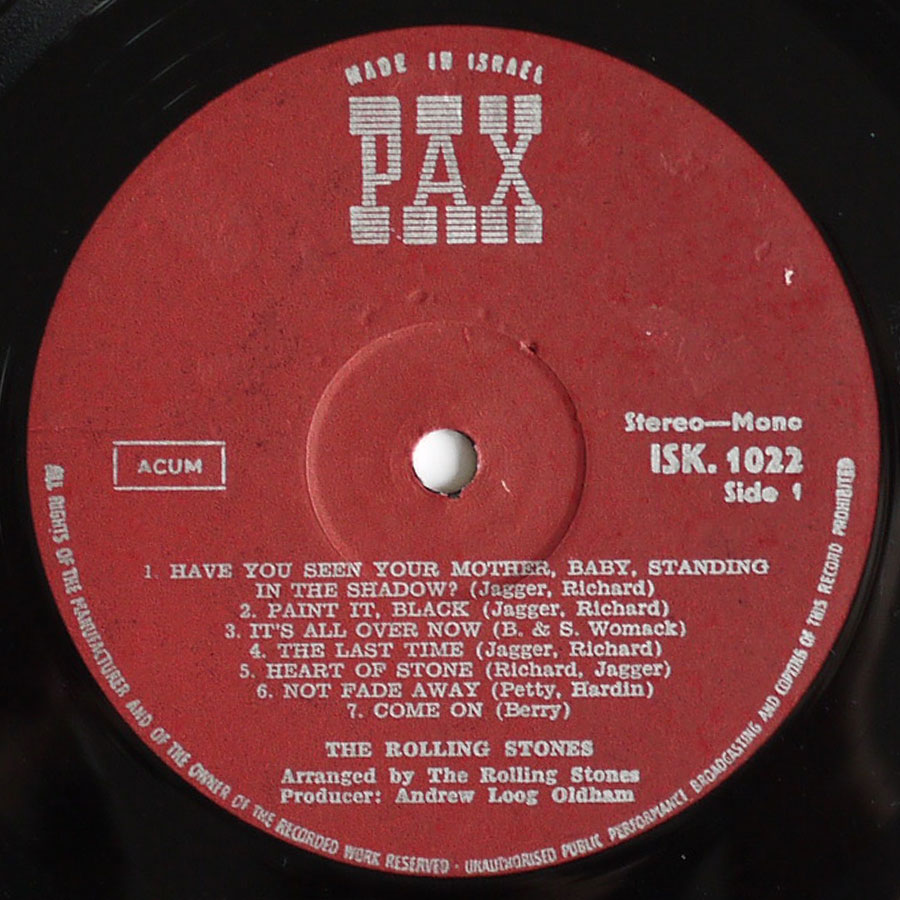 MADE IN ISRAEL
PAX
Stereo—Mono
ISK. 1022
Side 1
ACUM
1. HAVE YOU SEEN YOUR MOTHER, BABY, STANDING
IN THE SHADOW? (Jagger, Richard)
2. PAINT IT, BLACK (Jagger, Richard)
3. IT'S ALL OVER NOW (B. & S. Womack)
4. THE LAST TIME (Jagger, Richard)
5. HEART OF STONE (Richard, Jagger)
6. NOT FADE AWAY (Petty, Hardin)
7. COME ON (Berry)
THE ROLLING STONES
Arranged by The Rolling Stones
Producer: Andrew Loog Oldham
ALL RIGHTS OF THE MANUFACTURER AND OF THE OWNER OF THE RECORDED WORK RESERVED · UNAUTHORISED PUBLIC PERFORMANCE BROADCASTING AND COPYING OF THIS RECORD PROHIBITED